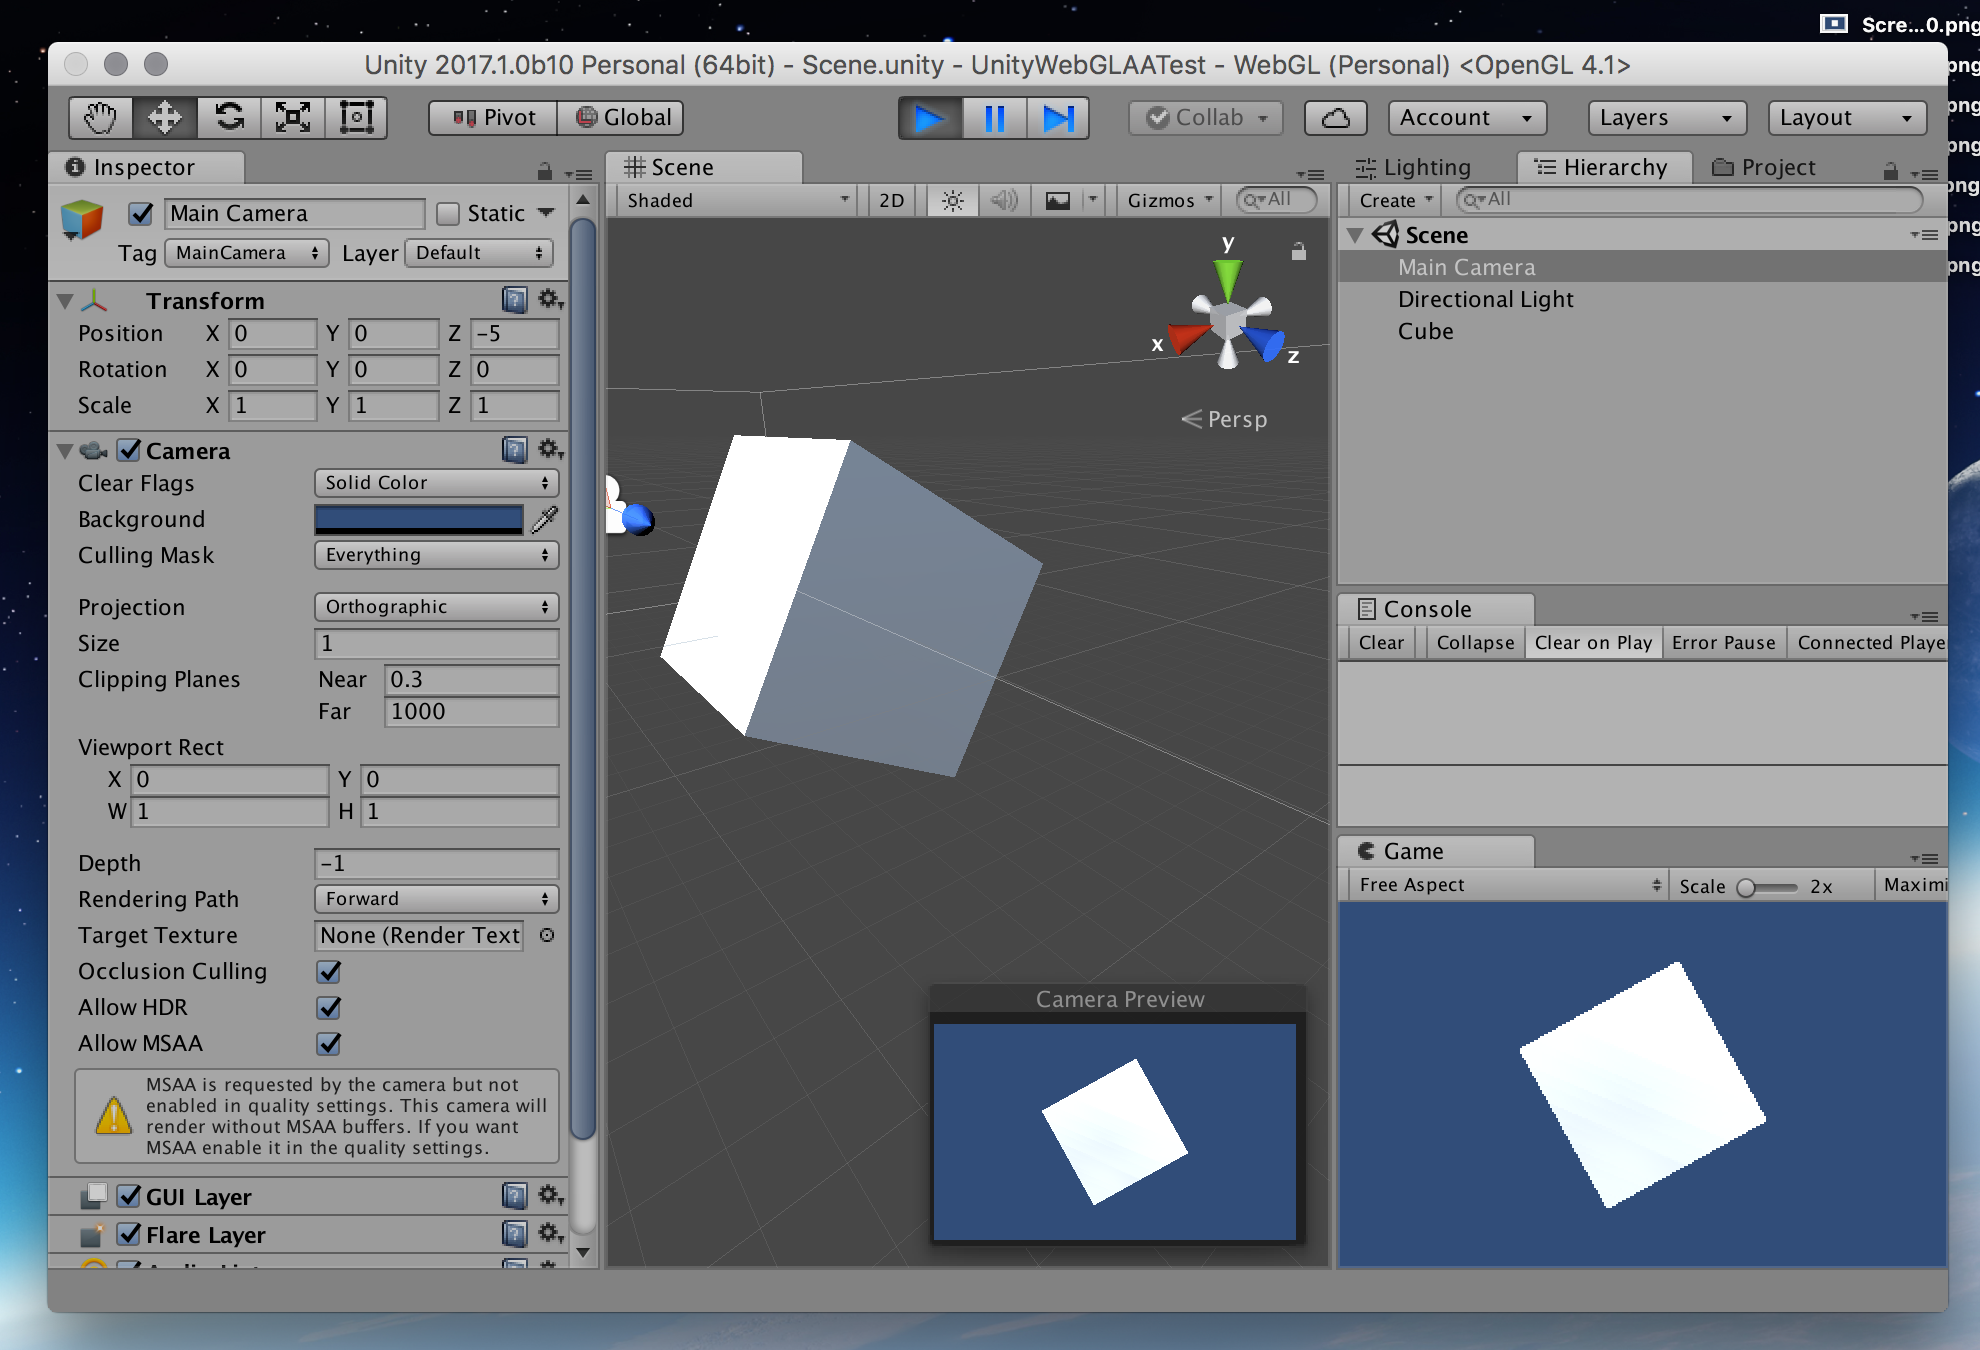 Scre...0.png
png
png
png
png
png
png
Unity 2017.1.0b10 Personal (64bit) - Scene.unity - UnityWebGLAATest - WebGL (Personal) <OpenGL 4.1>
Pivot Global Collab Account Layers Layout
Inspector
Main Camera Static
Tag MainCamera Layer Default
Transform
Position X 0 Y 0 Z -5
Rotation X 0 Y 0 Z 0
Scale X 1 Y 1 Z 1
Camera
Clear Flags Solid Color
Background
Culling Mask Everything
Projection Orthographic
Size 1
Clipping Planes Near 0.3
Far 1000
Viewport Rect
X 0 Y 0
W 1 H 1
Depth -1
Rendering Path Forward
Target Texture None (Render Text
Occlusion Culling
Allow HDR
Allow MSAA
MSAA is requested by the camera but not
enabled in quality settings. This camera will
render without MSAA buffers. If you want
MSAA enable it in the quality settings.
GUI Layer
Flare Layer
Scene
Shaded 2D Gizmos All
y
x
z
Persp
Camera Preview
Lighting Hierarchy Project
Create All
Scene
Main Camera
Directional Light
Cube
Console
Clear Collapse Clear on Play Error Pause Connected Playe
Game
Free Aspect Scale 2x Maximi